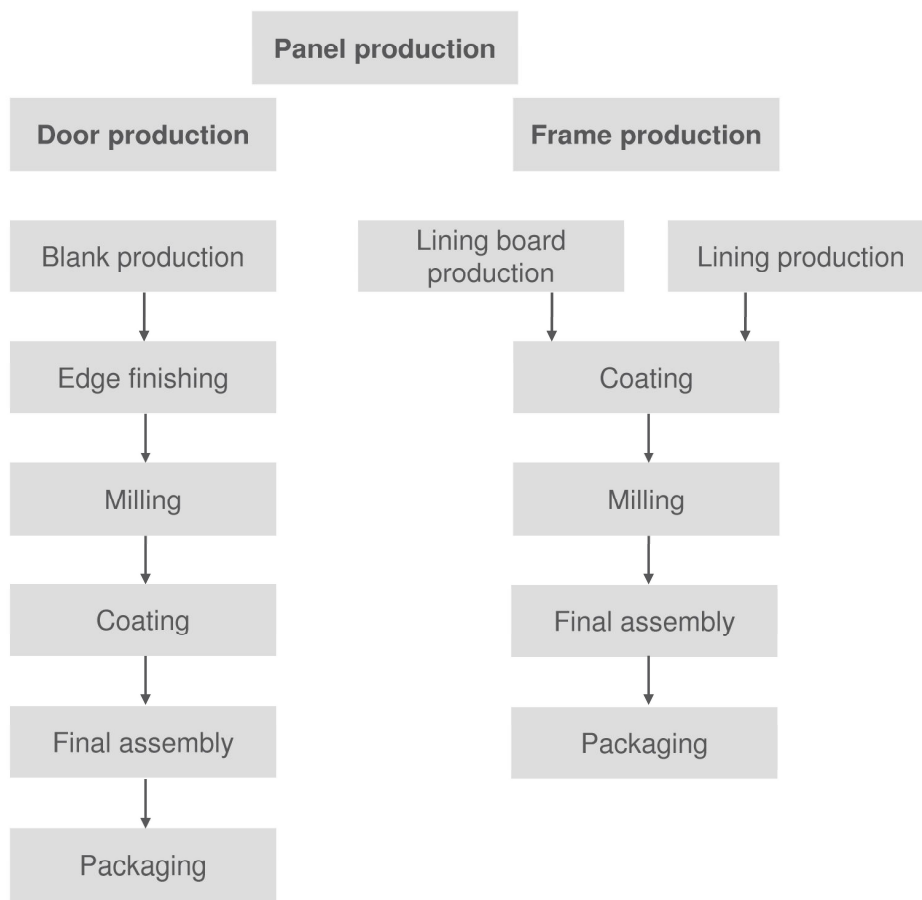 Panel production
Door production
Frame production
Blank production
Lining board
production
Lining production
Edge finishing
Coating
Milling
Milling
Coating
Final assembly
Final assembly
Packaging
Packaging